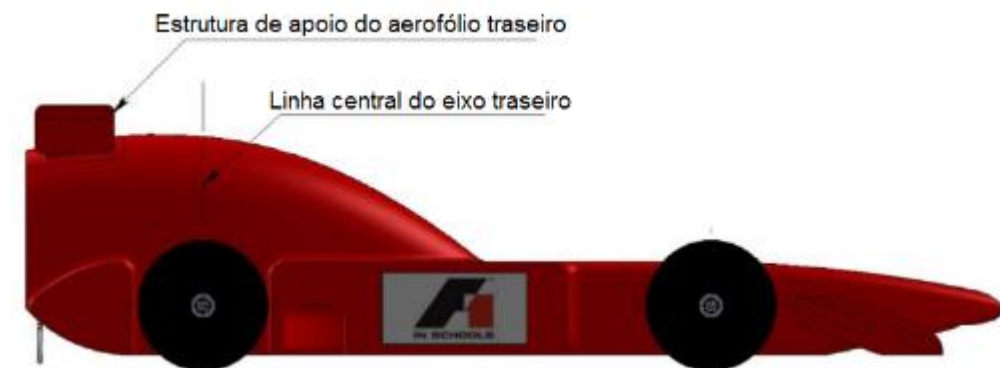 Estrutura de apoio do aerofólio traseiro
Linha central do eixo traseiro
IN SCHOOLS